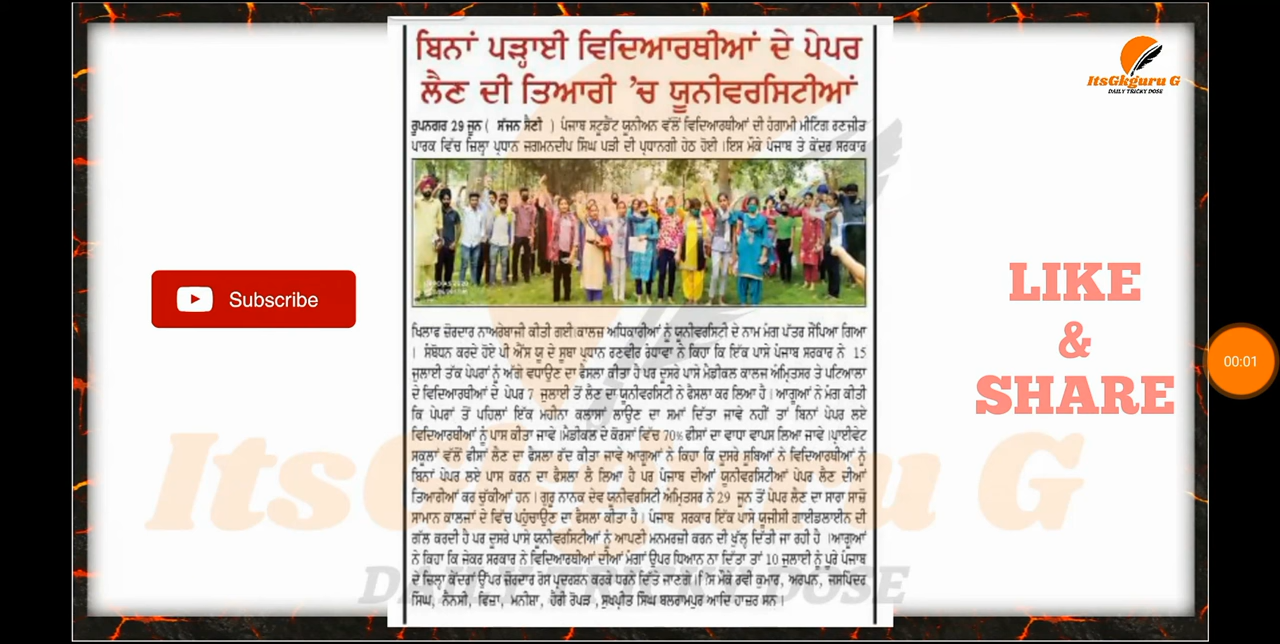 ਬਿਨਾਂ ਪੜ੍ਹਾਈ ਵਿਦਿਆਰਥੀਆਂ ਦੇ ਪੇਪਰ
ਲੈਣ ਦੀ ਤਿਆਰੀ 'ਚ ਯੂਨੀਵਰਸਿਟੀਆਂ
ਰੂਪਨਗਰ 29 ਜੂਨ ( ਸੱਜਨ ਸੈਣੀ ) ਪੰਜਾਬ ਸਟੂਡੈਂਟ ਯੂਨੀਅਨ ਵੱਲੋਂ ਵਿਦਿਆਰਥੀਆਂ ਦੀ ਹੰਗਾਮੀ ਮੀਟਿੰਗ ਰਣਜੀਤ
ਪਾਰਕ ਵਿੱਚ ਜ਼ਿਲ੍ਹਾ ਪ੍ਰਧਾਨ ਜਗਮਨਦੀਪ ਸਿੰਘ ਪੜੀ ਦੀ ਪ੍ਰਧਾਨਗੀ ਹੇਠ ਹੋਈ ।ਇਸ ਮੌਕੇ ਪੰਜਾਬ ਤੇ ਕੇਂਦਰ ਸਰਕਾਰ
ਖਿਲਾਫ ਜ਼ੋਰਦਾਰ ਨਾਅਰੇਬਾਜੀ ਕੀਤੀ ਗਈ।ਕਾਲਜ ਅਧਿਕਾਰੀਆਂ ਨੂੰ ਯੂਨੀਵਰਸਿਟੀ ਦੇ ਨਾਮ ਮੰਗ ਪੱਤਰ ਸੌਂਪਿਆ ਗਿਆ
। ਸੰਬੋਧਨ ਕਰਦੇ ਹੋਏ ਪੀ ਐੱਸ ਯੂ ਦੇ ਸੂਬਾ ਪ੍ਰਧਾਨ ਰਣਵੀਰ ਰੰਧਾਵਾ ਨੇ ਕਿਹਾ ਕਿ ਇੱਕ ਪਾਸੇ ਪੰਜਾਬ ਸਰਕਾਰ ਨੇ 15
ਜੁਲਾਈ ਤੱਕ ਪੇਪਰਾਂ ਨੂੰ ਅੱਗੇ ਵਧਾਉਣ ਦਾ ਫੈਸਲਾ ਕੀਤਾ ਹੈ ਪਰ ਦੂਸਰੇ ਪਾਸੇ ਮੈਡੀਕਲ ਕਾਲਜ ਅੰਮ੍ਰਿਤਸਰ ਤੇ ਪਟਿਆਲਾ
ਦੇ ਵਿਦਿਆਰਥੀਆਂ ਦੇ ਪੇਪਰ 7 ਜੁਲਾਈ ਤੋਂ ਲੈਣ ਦਾ ਯੂਨੀਵਰਸਿਟੀ ਨੇ ਫੈਸਲਾ ਕਰ ਲਿਆ ਹੈ । ਆਗੂਆਂ ਨੇ ਮੰਗ ਕੀਤੀ
ਕਿ ਪੇਪਰਾਂ ਤੋਂ ਪਹਿਲਾਂ ਇੱਕ ਮਹੀਨਾ ਕਲਾਸਾਂ ਲਾਉਣ ਦਾ ਸਮਾਂ ਦਿੱਤਾ ਜਾਵੇ ਨਹੀਂ ਤਾਂ ਬਿਨਾਂ ਪੇਪਰ ਲਏ
ਵਿਦਿਆਰਥੀਆਂ ਨੂੰ ਪਾਸ ਕੀਤਾ ਜਾਵੇ ।ਮੈਡੀਕਲ ਦੇ ਕੋਰਸਾਂ ਵਿੱਚ 70% ਫੀਸਾਂ ਦਾ ਵਾਧਾ ਵਾਪਸ ਲਿਆ ਜਾਵੇ ।ਪ੍ਰਾਈਵੇਟ
ਸਕੂਲਾਂ ਵੱਲੋਂ ਫੀਸਾਂ ਲੈਣ ਦਾ ਫੈਸਲਾ ਰੱਦ ਕੀਤਾ ਜਾਵੇ ਆਗੂਆਂ ਨੇ ਕਿਹਾ ਕਿ ਦੂਸਰੇ ਸੂਬਿਆਂ ਨੇ ਵਿਦਿਆਰਥੀਆਂ ਨੂੰ
ਬਿਨਾਂ ਪੇਪਰ ਲਏ ਪਾਸ ਕਰਨ ਦਾ ਫੈਸਲਾ ਲੈ ਲਿਆ ਹੈ ਪਰ ਪੰਜਾਬ ਦੀਆਂ ਯੂਨੀਵਰਸਿਟੀਆਂ ਪੇਪਰ ਲੈਣ ਦੀਆਂ
ਤਿਆਰੀਆਂ ਕਰ ਚੁੱਕੀਆਂ ਹਨ । ਗੁਰੂ ਨਾਨਕ ਦੇਵ ਯੂਨੀਵਰਸਿਟੀ ਅੰਮ੍ਰਿਤਸਰ ਨੇ 29 ਜੂਨ ਤੋਂ ਪੇਪਰ ਲੈਣ ਦਾ ਸਾਰਾ ਸਾਜ਼ੋ
ਸਾਮਾਨ ਕਾਲਜਾਂ ਦੇ ਵਿੱਚ ਪਹੁੰਚਾਉਣ ਦਾ ਫੈਸਲਾ ਕੀਤਾ ਹੈ । ਪੰਜਾਬ ਸਰਕਾਰ ਇੱਕ ਪਾਸੇ ਯੂਜੀਸੀ ਗਾਈਡਲਾਈਨ ਦੀ
ਗੱਲ ਕਰਦੀ ਹੈ ਪਰ ਦੂਸਰੇ ਪਾਸੇ ਯੂਨੀਵਰਸਿਟੀਆਂ ਨੂੰ ਆਪਣੀ ਮਨਮਰਜ਼ੀ ਕਰਨ ਦੀ ਖੁੱਲ੍ਹ ਦਿੱਤੀ ਜਾ ਰਹੀ ਹੈ ।ਆਗੂਆਂ
ਨੇ ਕਿਹਾ ਕਿ ਜੇਕਰ ਸਰਕਾਰ ਨੇ ਵਿਦਿਆਰਥੀਆਂ ਦੀਆਂ ਮੰਗਾਂ ਉਪਰ ਧਿਆਨ ਨਾ ਦਿੱਤਾ ਤਾਂ 10 ਜੁਲਾਈ ਨੂੰ ਪੂਰੇ ਪੰਜਾਬ
ਦੇ ਜ਼ਿਲ੍ਹਾ ਕੇਂਦਰਾਂ ਉੱਪਰ ਜ਼ੋਰਦਾਰ ਰੋਸ ਪ੍ਰਦਰਸ਼ਨ ਕਰਕੇ ਧਰਨੇ ਦਿੱਤੇ ਜਾਣਗੇ । ਮੌਕੇ ਰਵੀ ਕੁਮਾਰ, ਅਰਪਨ, ਜਸਪਿੰਦਰ
ਸਿੰਘ, ਨੈਨਸੀ, ਵਿਜ਼ਾ, ਮਨੀਸ਼ਾ, ਹੈਰੀ ਰੋਪੜ ,ਸੁਖਪ੍ਰੀਤ ਸਿੰਘ ਬਲਰਾਮਪੁਰ ਆਦਿ ਹਾਜ਼ਰ ਸਨ ।
Subscribe
ItsGkguru G
DAILY TRICKY DOSE
LIKE
&
SHARE
00:01
ItsGkguru G
DAILY TRICKY DOSE